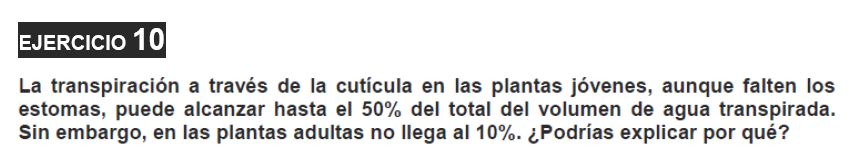 EJERCICIO 10
La transpiración a través de la cutícula en las plantas jóvenes, aunque falten los
estomas, puede alcanzar hasta el 50% del total del volumen de agua transpirada.
Sin embargo, en las plantas adultas no llega al 10%. ¿Podrías explicar por qué?